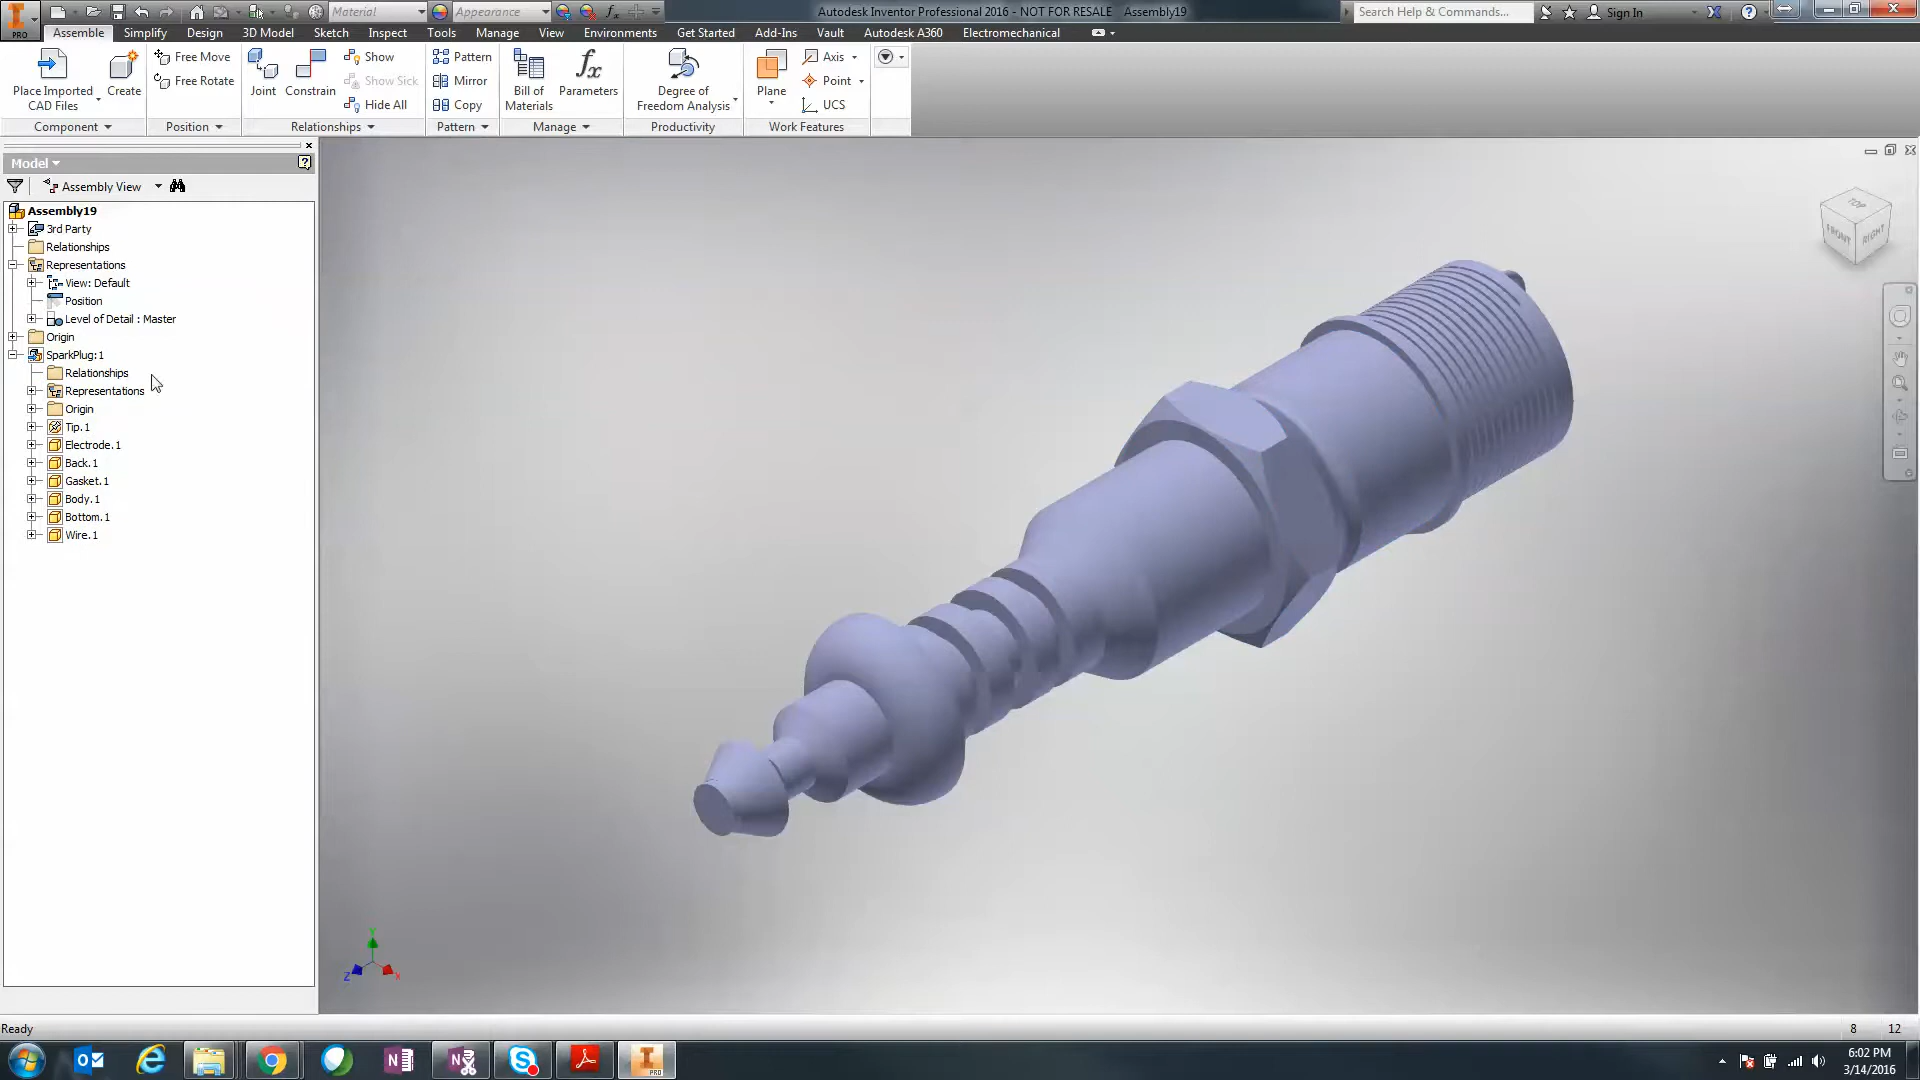 Material
Appearance
Autodesk Inventor Professional 2016 - NOT FOR RESALE Assembly19
Search Help & Commands...
Sign In
PRO
Assemble Simplify Design 3D Model Sketch Inspect Tools Manage View Environments Get Started Add-Ins Vault Autodesk A360 Electromechanical
Place Imported
CAD Files
Create
Free Move
Free Rotate
Joint
Constrain
Show
Show Sick
Hide All
Pattern
Mirror
Copy
Bill of
Materials
fx
Parameters
Degree of
Freedom Analysis
Plane
Axis
Point
UCS
Component Position Relationships Pattern Manage Productivity Work Features
Model
Assembly View
Assembly19
3rd Party
Relationships
Representations
View: Default
Position
Level of Detail : Master
Origin
SparkPlug:1
Relationships
Representations
Origin
Tip.1
Electrode.1
Back.1
Gasket.1
Body.1
Bottom.1
Wire.1
TOP
FRONT
RIGHT
Y
Z
X
Ready
8 12
PRO
6:02 PM
3/14/2016